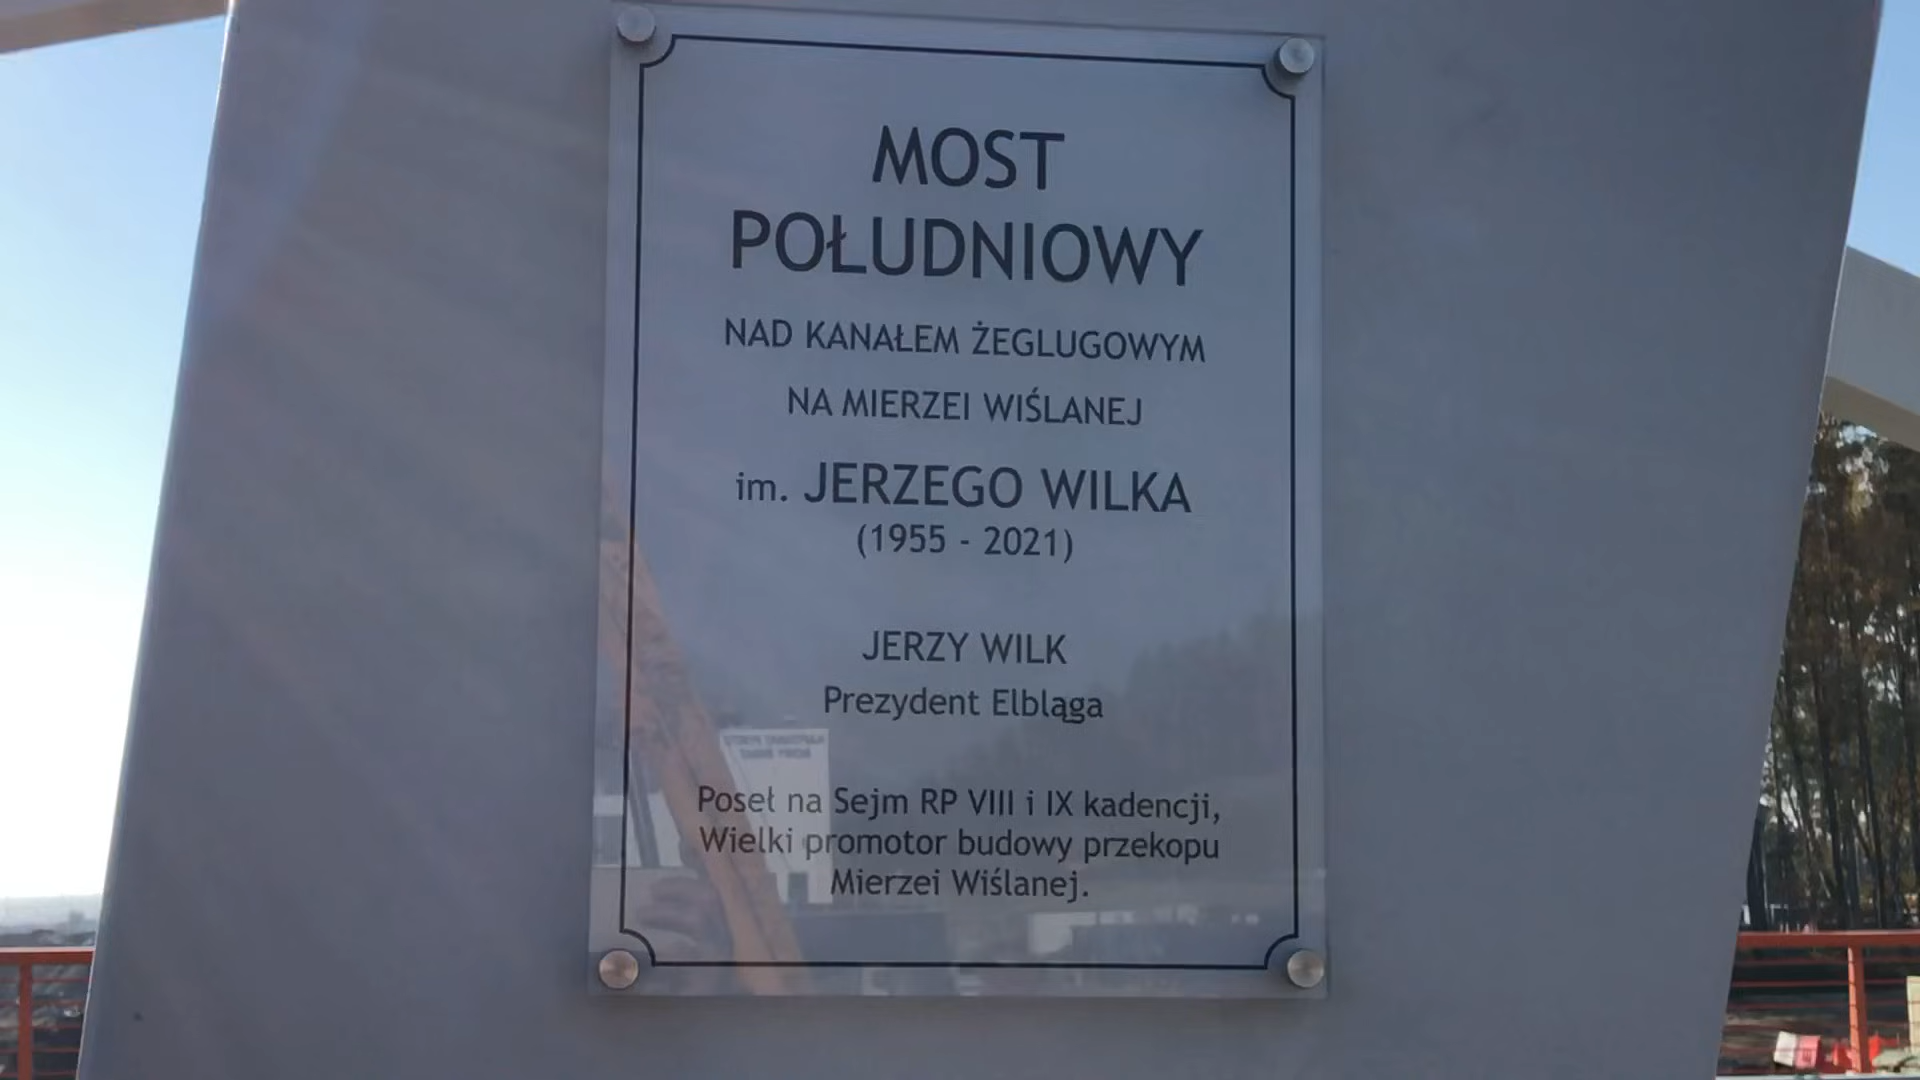 MOST
POŁUDNIOWY
NAD KANAŁEM ŻEGLUGOWYM
NA MIERZEI WIŚLANEJ
im. JERZEGO WILKA
(1955 - 2021)
JERZY WILK
Prezydent Elbląga
Poseł na Sejm RP VIII i IX kadencji,
Wielki promotor budowy przekopu
Mierzei Wiślanej.